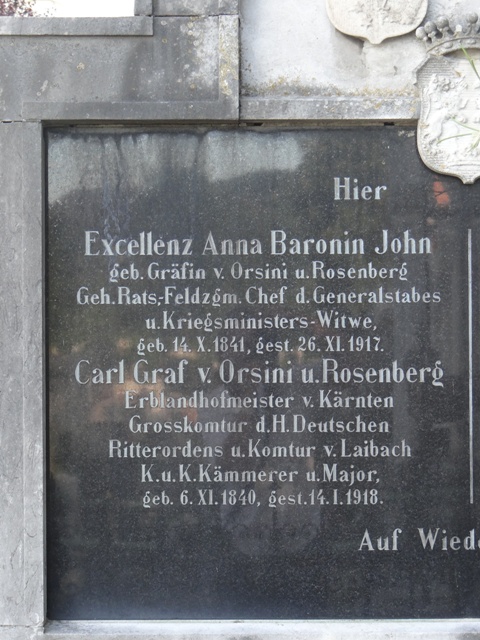 Hier
Excellenz Anna Baronin John
geb. Gräfin v. Orsini u. Rosenberg
Geh. Rats,-Feldzgm. Chef d. Generalstabes
u. Kriegsministers-Witwe,
geb. 14. X. 1841, gest. 26. XI. 1917.
Carl Graf v. Orsini u. Rosenberg
Erblandhofmeister v. Kärnten
Grosskomtur d. H. Deutschen
Ritterordens u. Komtur v. Laibach
K. u. K. Kämmerer u. Major,
geb. 6. XI. 1840, gest. 14. I. 1918.
Auf Wiede